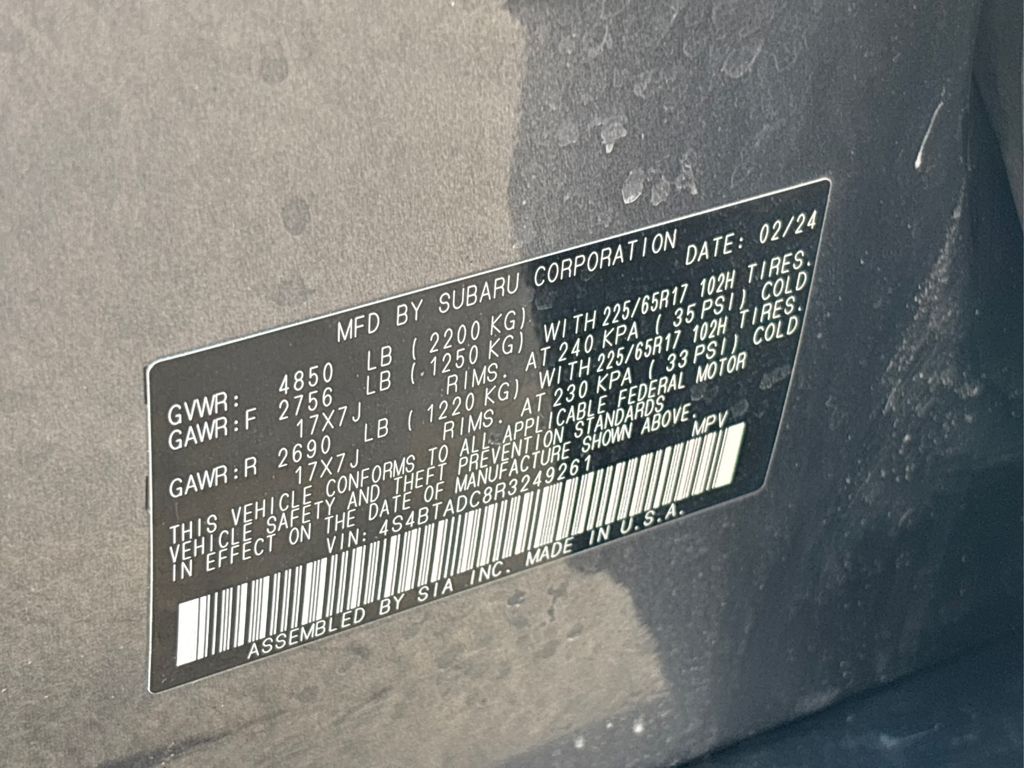 MFD BY SUBARU CORPORATION DATE: 02/24
GVWR: 4850 LB ( 2200 KG)
GAWR:F 2756 LB ( 1250 KG) WITH 225/65R17 102H TIRES.
17X7J RIMS. AT 240 KPA ( 35 PSI) COLD
GAWR:R 2690 LB ( 1220 KG) WITH 225/65R17 102H TIRES.
17X7J RIMS. AT 230 KPA ( 33 PSI) COLD
THIS VEHICLE CONFORMS TO ALL APPLICABLE FEDERAL MOTOR
VEHICLE SAFETY AND THEFT PREVENTION STANDARDS
IN EFFECT ON THE DATE OF MANUFACTURE SHOWN ABOVE.
VIN: 4S4BTADC8R3249261 MPV
ASSEMBLED BY SIA INC. MADE IN U.S.A.